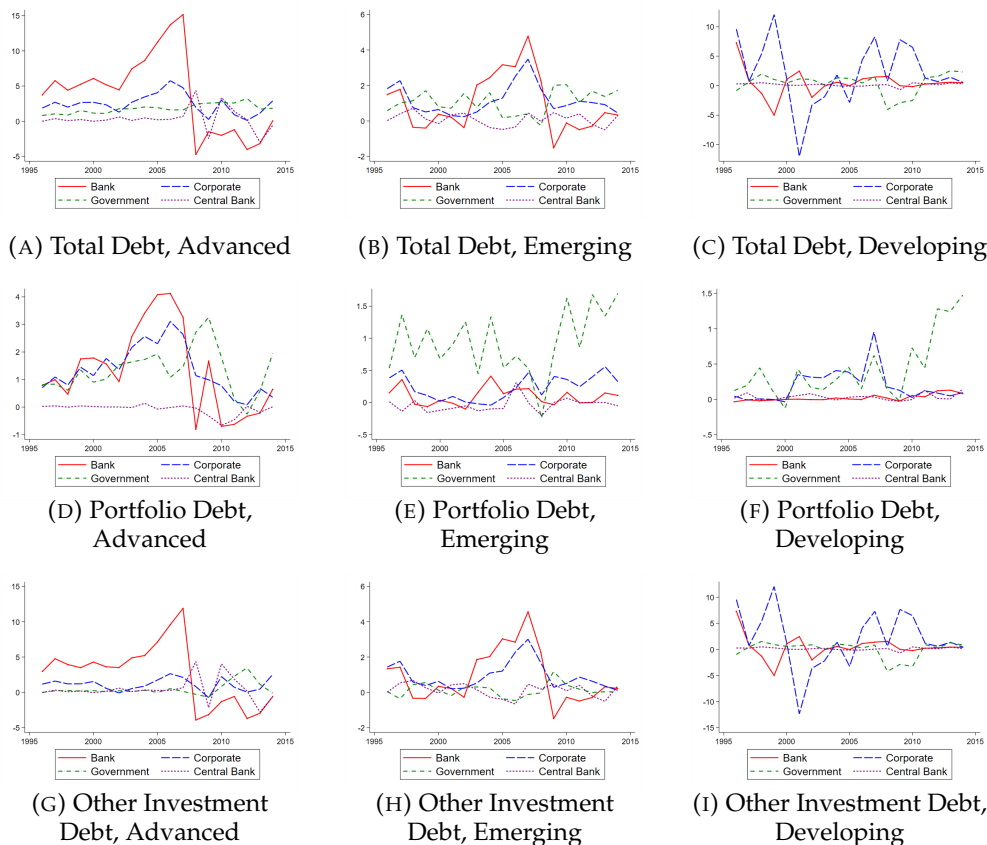 15
10
5
0
-5
1995 2000 2005 2010 2015
Bank Corporate
Government Central Bank
(A) Total Debt, Advanced
6
4
2
0
-2
1995 2000 2005 2010 2015
Bank Corporate
Government Central Bank
(B) Total Debt, Emerging
10
5
0
-5
-10
1995 2000 2005 2010 2015
Bank Corporate
Government Central Bank
(C) Total Debt, Developing
4
3
2
1
0
-1
1995 2000 2005 2010 2015
Bank Corporate
Government Central Bank
(D) Portfolio Debt,
Advanced
1.5
1
.5
0
-.5
1995 2000 2005 2010 2015
Bank Corporate
Government Central Bank
(E) Portfolio Debt,
Emerging
1.5
1
.5
0
-.5
1995 2000 2005 2010 2015
Bank Corporate
Government Central Bank
(F) Portfolio Debt,
Developing
15
10
5
0
-5
1995 2000 2005 2010 2015
Bank Corporate
Government Central Bank
(G) Other Investment
Debt, Advanced
6
4
2
0
-2
1995 2000 2005 2010 2015
Bank Corporate
Government Central Bank
(H) Other Investment
Debt, Emerging
10
5
0
-5
-10
-15
1995 2000 2005 2010 2015
Bank Corporate
Government Central Bank
(I) Other Investment Debt,
Developing